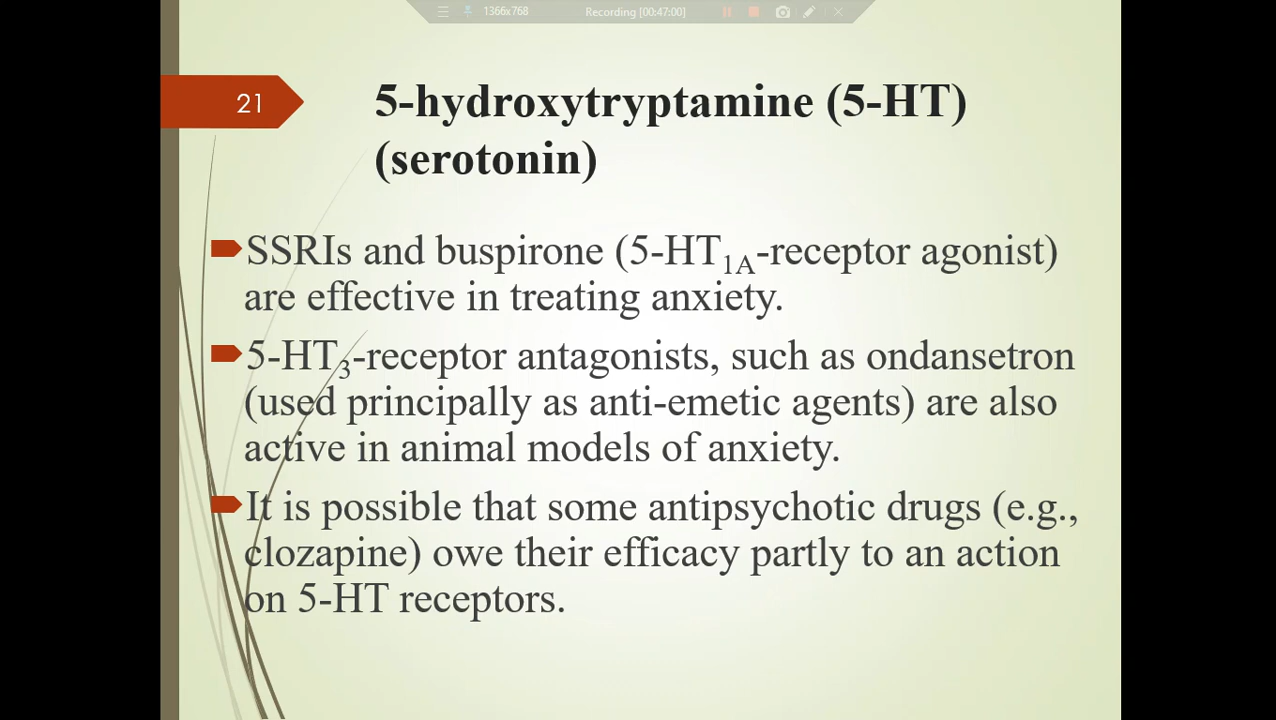 1366x768 Recording [00:47:00]
21
5-hydroxytryptamine (5-HT)
(serotonin)
SSRIs and buspirone (5-HT1A-receptor agonist)
are effective in treating anxiety.
5-HT3-receptor antagonists, such as ondansetron
(used principally as anti-emetic agents) are also
active in animal models of anxiety.
It is possible that some antipsychotic drugs (e.g.,
clozapine) owe their efficacy partly to an action
on 5-HT receptors.